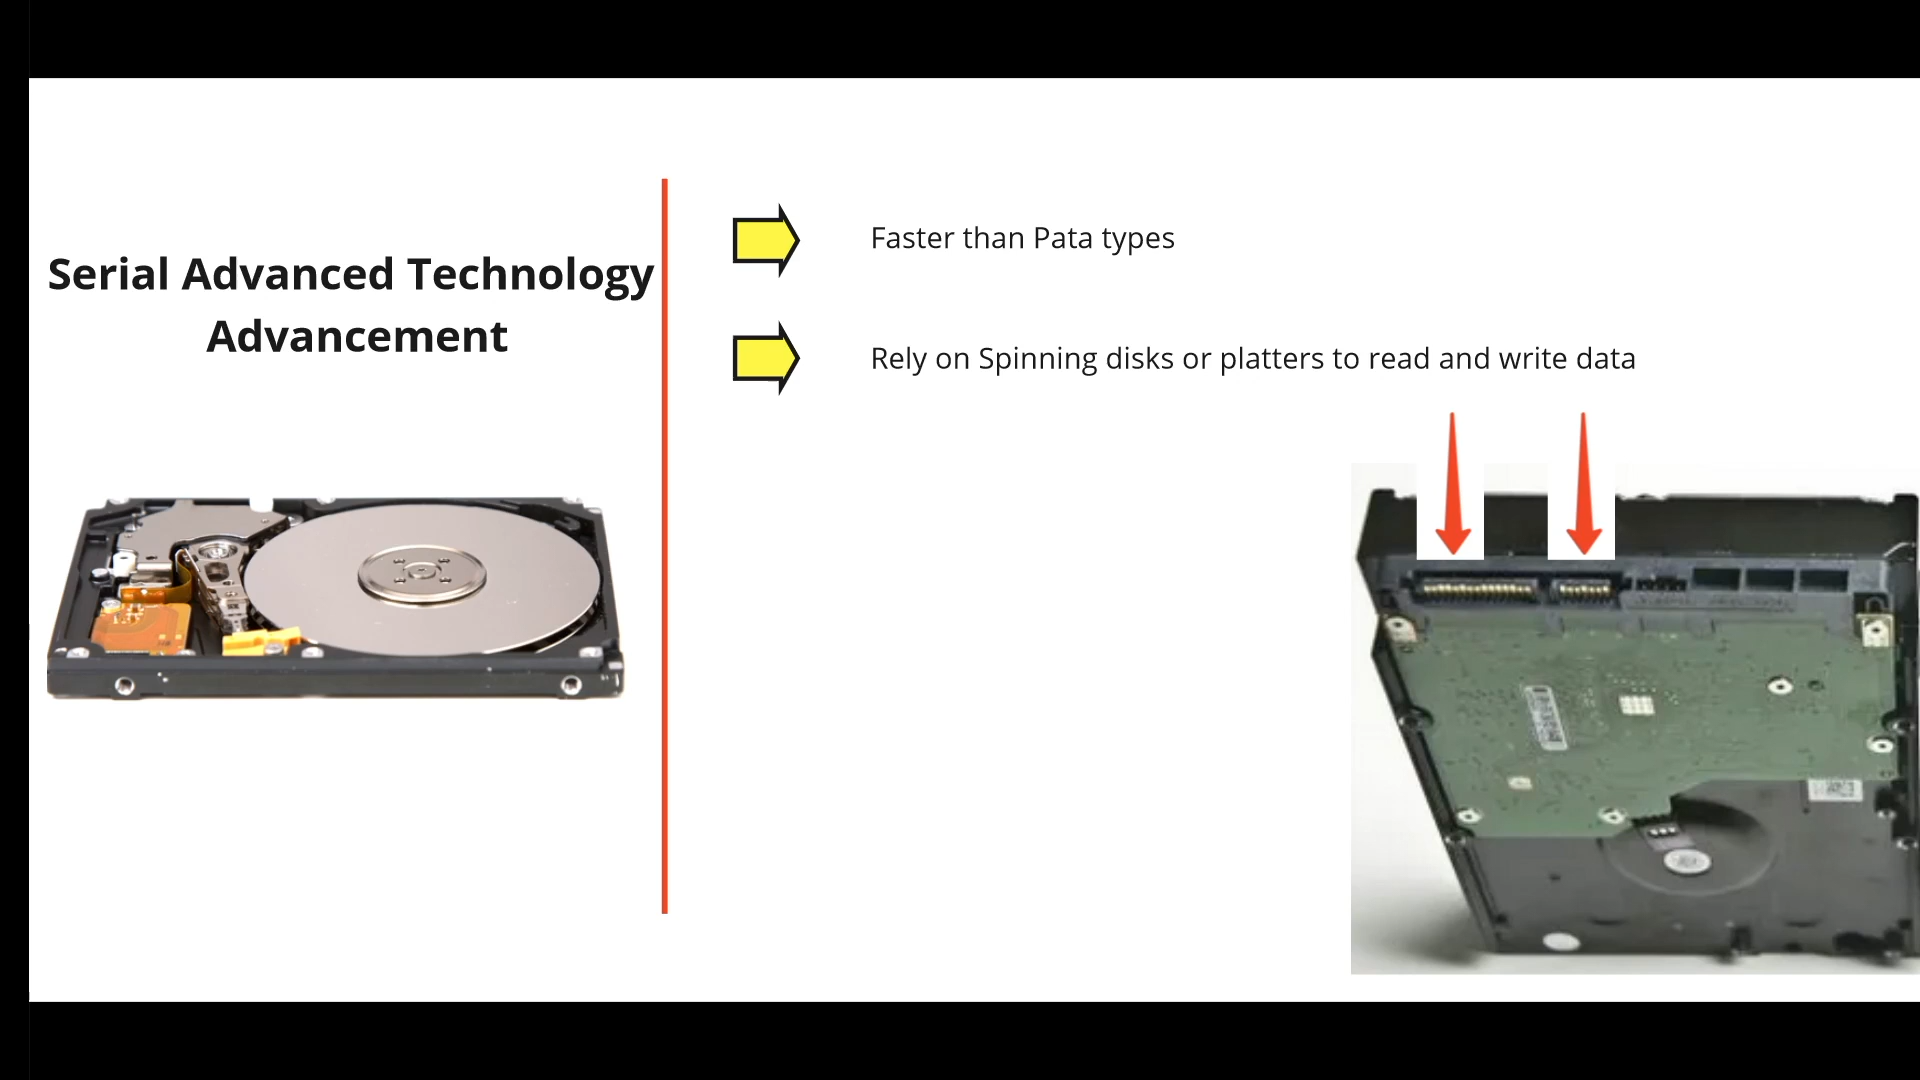 Serial Advanced Technology
Advancement
Faster than Pata types
Rely on Spinning disks or platters to read and write data